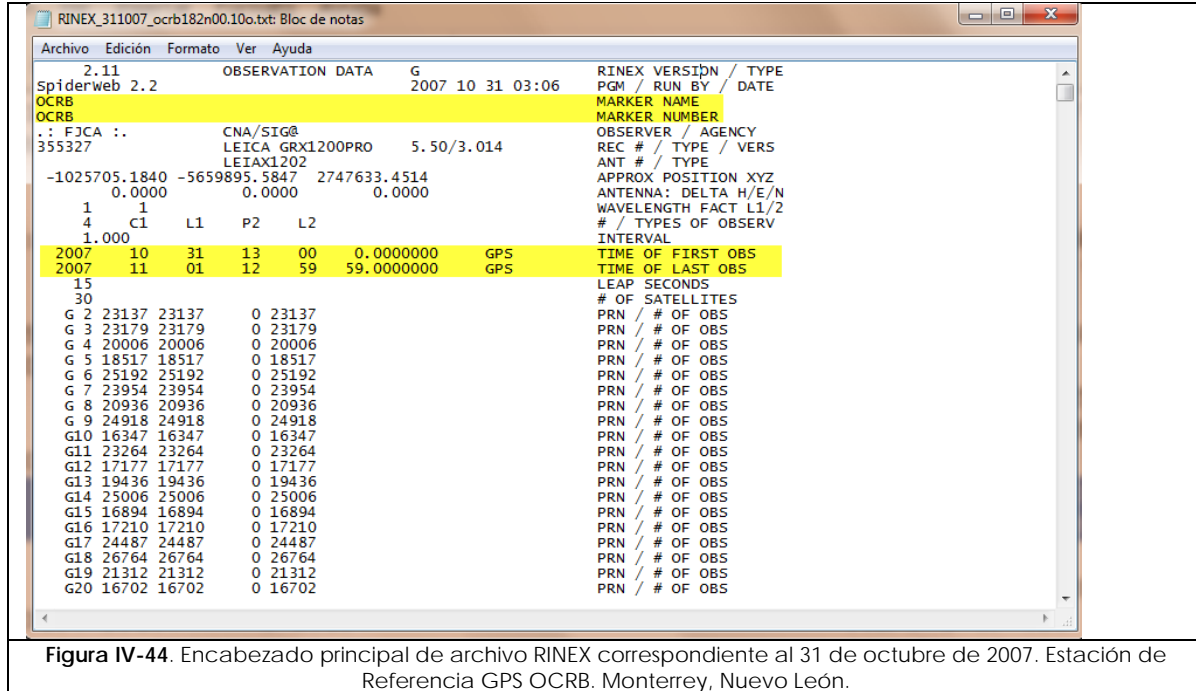 RINEX_311007_ocrb182n00.10o.txt: Bloc de notas
Archivo Edición Formato Ver Ayuda
2.11 OBSERVATION DATA G RINEX VERSION / TYPE
SpiderWeb 2.2 2007 10 31 03:06 PGM / RUN BY / DATE
OCRB MARKER NAME
OCRB MARKER NUMBER
.: FJCA :. CNA/SIG@ OBSERVER / AGENCY
355327 LEICA GRX1200PRO 5.50/3.014 REC # / TYPE / VERS
LEIAX1202 ANT # / TYPE
-1025705.1840 -5659895.5847 2747633.4514 APPROX POSITION XYZ
0.0000 0.0000 0.0000 ANTENNA: DELTA H/E/N
1 1 WAVELENGTH FACT L1/2
4 C1 L1 P2 L2 # / TYPES OF OBSERV
1.000 INTERVAL
2007 10 31 13 00 0.0000000 GPS TIME OF FIRST OBS
2007 11 01 12 59 59.0000000 GPS TIME OF LAST OBS
15 LEAP SECONDS
30 # OF SATELLITES
G 2 23137 23137 0 23137 PRN / # OF OBS
G 3 23179 23179 0 23179 PRN / # OF OBS
G 4 20006 20006 0 20006 PRN / # OF OBS
G 5 18517 18517 0 18517 PRN / # OF OBS
G 6 25192 25192 0 25192 PRN / # OF OBS
G 7 23954 23954 0 23954 PRN / # OF OBS
G 8 20936 20936 0 20936 PRN / # OF OBS
G 9 24918 24918 0 24918 PRN / # OF OBS
G10 16347 16347 0 16347 PRN / # OF OBS
G11 23264 23264 0 23264 PRN / # OF OBS
G12 17177 17177 0 17177 PRN / # OF OBS
G13 19436 19436 0 19436 PRN / # OF OBS
G14 25006 25006 0 25006 PRN / # OF OBS
G15 16894 16894 0 16894 PRN / # OF OBS
G16 17210 17210 0 17210 PRN / # OF OBS
G17 24487 24487 0 24487 PRN / # OF OBS
G18 26764 26764 0 26764 PRN / # OF OBS
G19 21312 21312 0 21312 PRN / # OF OBS
G20 16702 16702 0 16702 PRN / # OF OBS
Figura IV-44. Encabezado principal de archivo RINEX correspondiente al 31 de octubre de 2007. Estación de
Referencia GPS OCRB. Monterrey, Nuevo León.